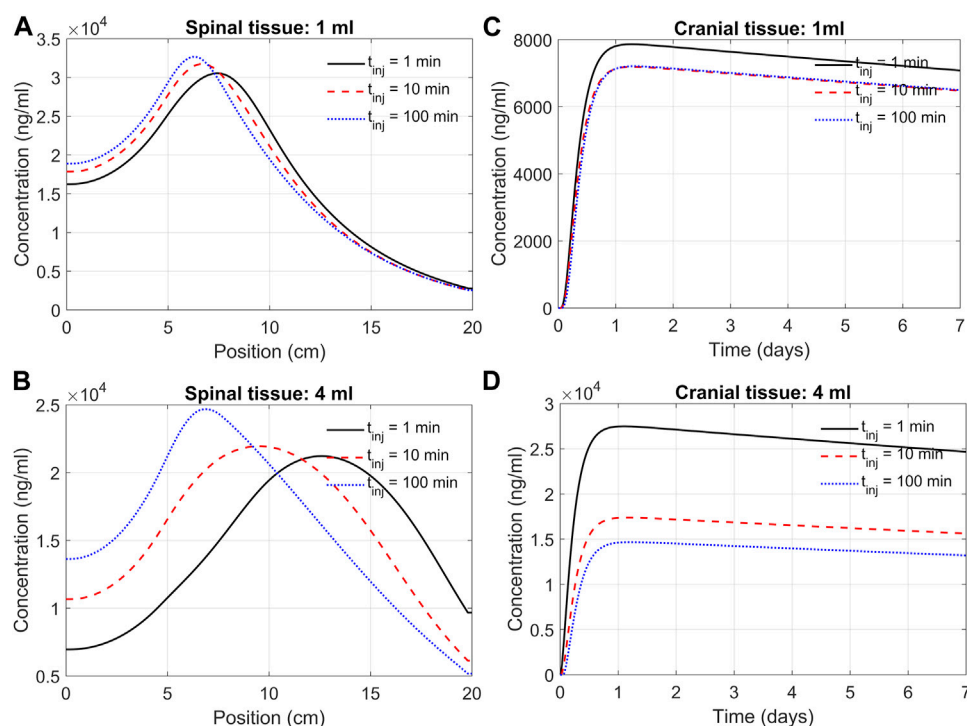 A
×10⁴
Spinal tissue: 1 ml
3.5
3
2.5
2
1.5
1
0.5
0
Concentration (ng/ml)
t_inj = 1 min
t_inj = 10 min
t_inj = 100 min
0 5 10 15 20
Position (cm)
C
Cranial tissue: 1ml
8000
6000
4000
2000
0
Concentration (ng/ml)
t_inj = 1 min
t_inj = 10 min
t_inj = 100 min
0 1 2 3 4 5 6 7
Time (days)
B
×10⁴
Spinal tissue: 4 ml
2.5
2
1.5
1
0.5
Concentration (ng/ml)
t_inj = 1 min
t_inj = 10 min
t_inj = 100 min
0 5 10 15 20
Position (cm)
D
×10⁴
Cranial tissue: 4 ml
3
2.5
2
1.5
1
0.5
0
Concentration (ng/ml)
t_inj = 1 min
t_inj = 10 min
t_inj = 100 min
0 1 2 3 4 5 6 7
Time (days)